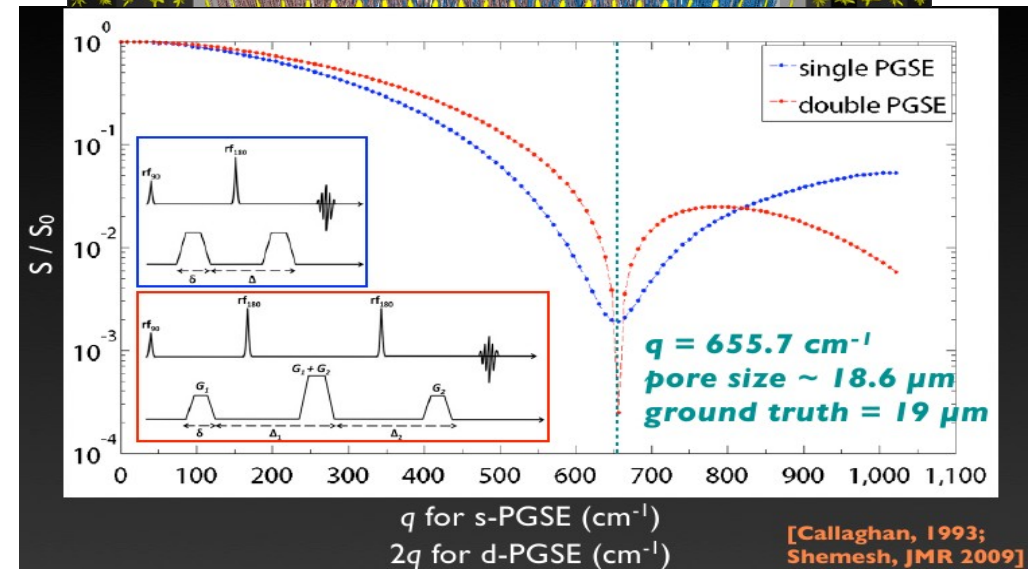 10⁰
10⁻¹
10⁻²
10⁻³
10⁻⁴
S / S₀
single PGSE
double PGSE
rf₉₀
rf₁₈₀
δ
Δ
rf₉₀
rf₁₈₀
rf₁₈₀
G₁
G₁ + G₂
G₂
δ
Δ₁
Δ₂
q = 655.7 cm⁻¹
pore size ~ 18.6 µm
ground truth = 19 µm
0 100 200 300 400 500 600 700 800 900 1,000 1,100
q for s-PGSE (cm⁻¹)
2q for d-PGSE (cm⁻¹)
[Callaghan, 1993;
Shemesh, JMR 2009]